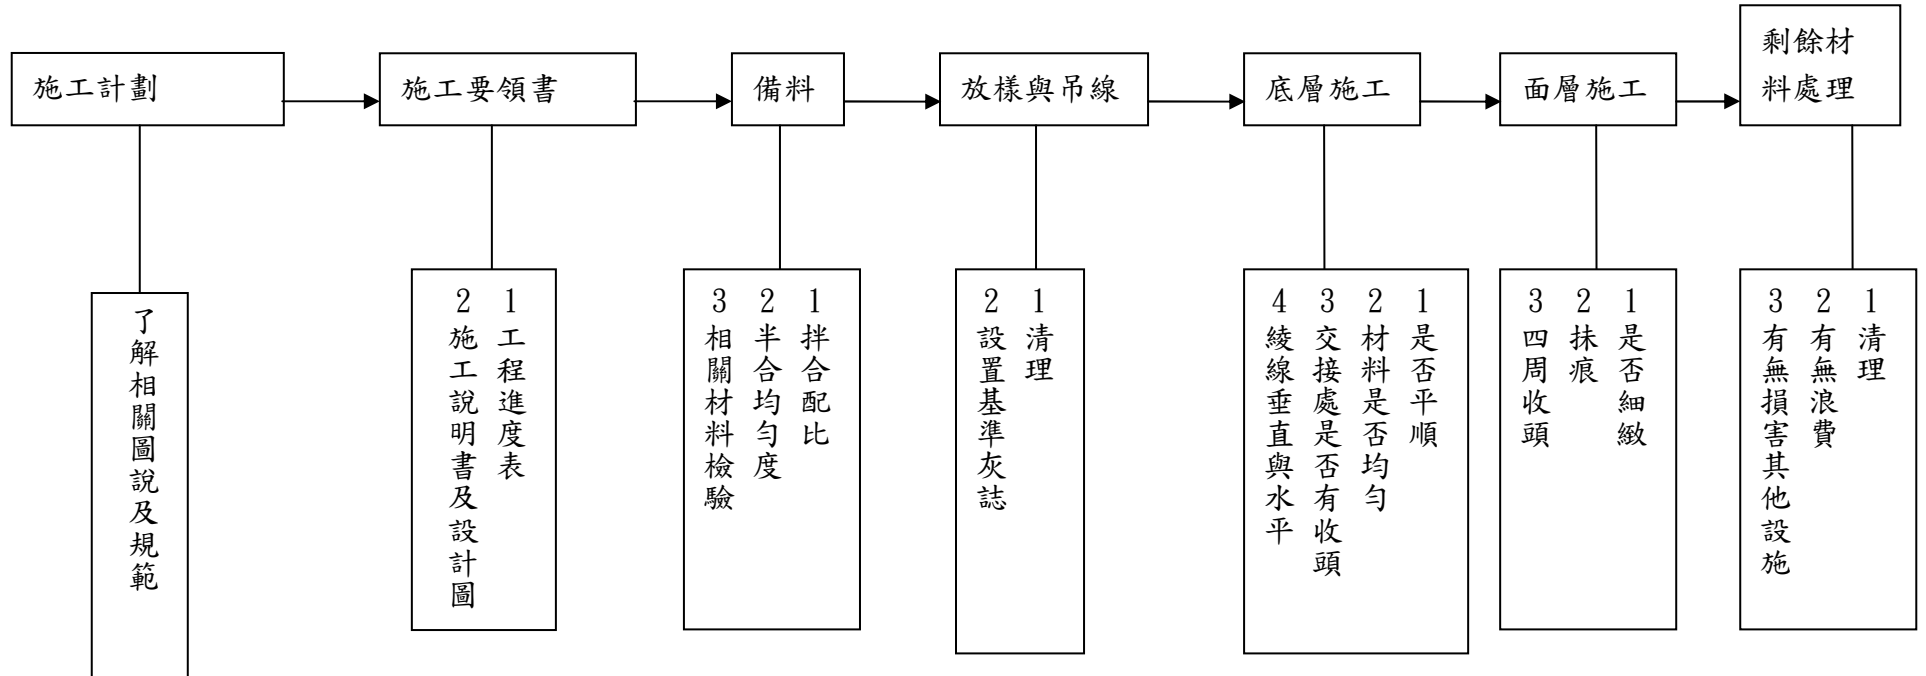 施工計劃
施工要領書
備料
放樣與吊線
底層施工
面層施工
剩餘材
料處理
了解相關圖說及規範
1工程進度表
2施工說明書及設計圖
1拌合配比
2半合均勻度
3相關材料檢驗
1清理
2設置基準灰誌
1是否平順
2材料是否均勻
3交接處是否有收頭
4綾線垂直與水平
1是否細緻
2抹痕
3四周收頭
1清理
2有無浪費
3有無損害其他設施